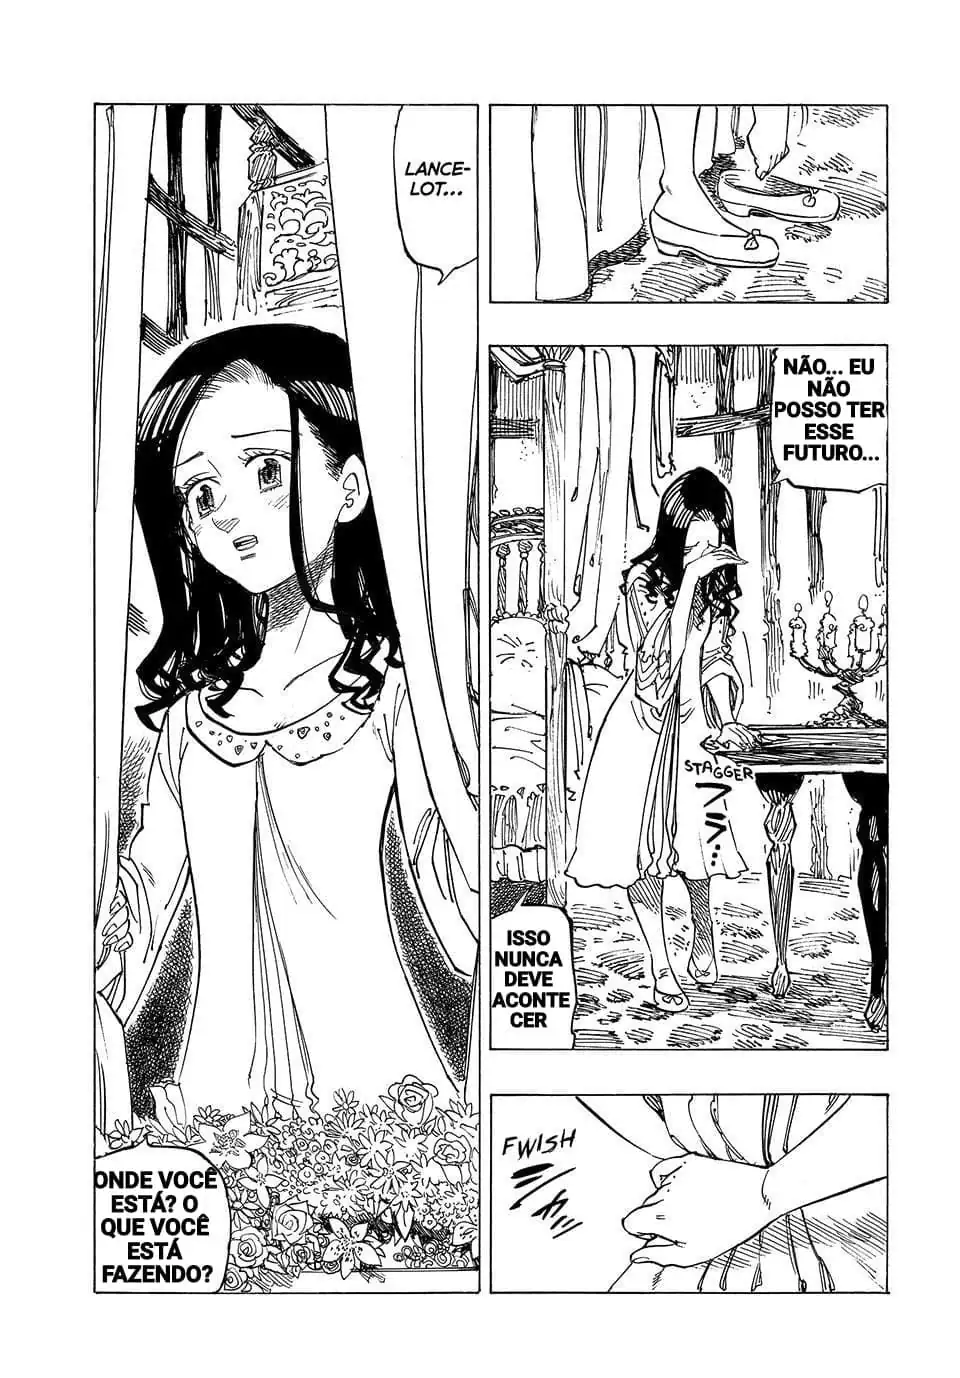 NÃO... EU
NÃO
POSSO TER
ESSE
FUTURO...
STAGGER
フラ...
ISSO
NUNCA
DEVE
ACONTE
CER
FWISH
LANCE-
LOT...
ONDE VOCÊ
ESTÁ? O
QUE VOCÊ
ESTÁ
FAZENDO?